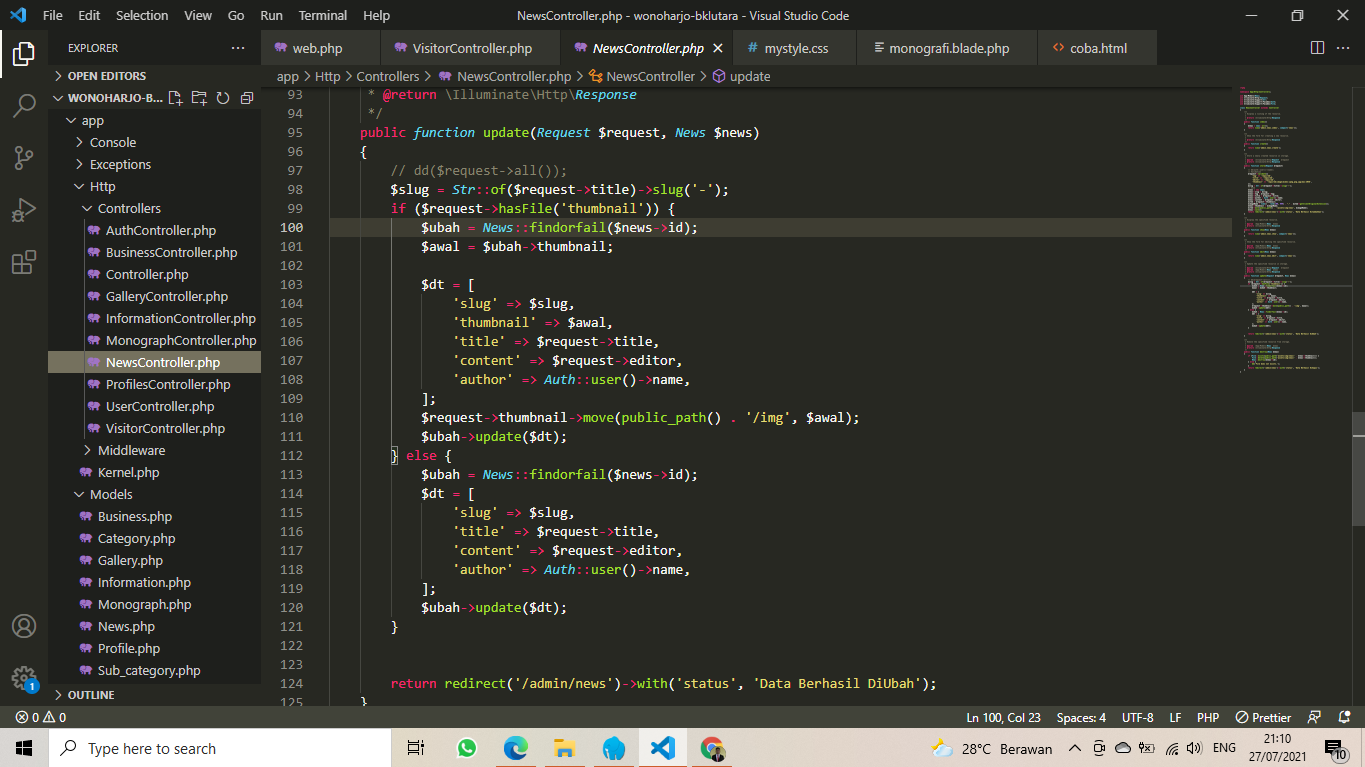 File Edit Selection View Go Run Terminal Help NewsController.php - wonoharjo-bklutara - Visual Studio Code
EXPLORER
web.php VisitorController.php NewsController.php mystyle.css monografi.blade.php coba.html
app > Http > Controllers > NewsController.php > NewsController > update
OPEN EDITORS
WONOHARJO-B...
app
Console
Exceptions
Http
Controllers
AuthController.php
BusinessController.php
Controller.php
GalleryController.php
InformationController.php
MonographController.php
NewsController.php
ProfilesController.php
UserController.php
VisitorController.php
Middleware
Kernel.php
Models
Business.php
Category.php
Gallery.php
Information.php
Monograph.php
News.php
Profile.php
Sub_category.php
OUTLINE
93 * @return \Illuminate\Http\Response
94 */
95 public function update(Request $request, News $news)
96 {
97 // dd($request->all());
98 $slug = Str::of($request->title)->slug('-');
99 if ($request->hasFile('thumbnail')) {
100 $ubah = News::findorfail($news->id);
101 $awal = $ubah->thumbnail;
102
103 $dt = [
104 'slug' => $slug,
105 'thumbnail' => $awal,
106 'title' => $request->title,
107 'content' => $request->editor,
108 'author' => Auth::user()->name,
109 ];
110 $request->thumbnail->move(public_path() . '/img', $awal);
111 $ubah->update($dt);
112 } else {
113 $ubah = News::findorfail($news->id);
114 $dt = [
115 'slug' => $slug,
116 'title' => $request->title,
117 'content' => $request->editor,
118 'author' => Auth::user()->name,
119 ];
120 $ubah->update($dt);
121 }
122
123
124 return redirect('/admin/news')->with('status', 'Data Berhasil DiUbah');
125 }
0 0 Ln 100, Col 23 Spaces: 4 UTF-8 LF PHP Prettier
1
Type here to search 28°C Berawan ENG 21:10 27/07/2021 10